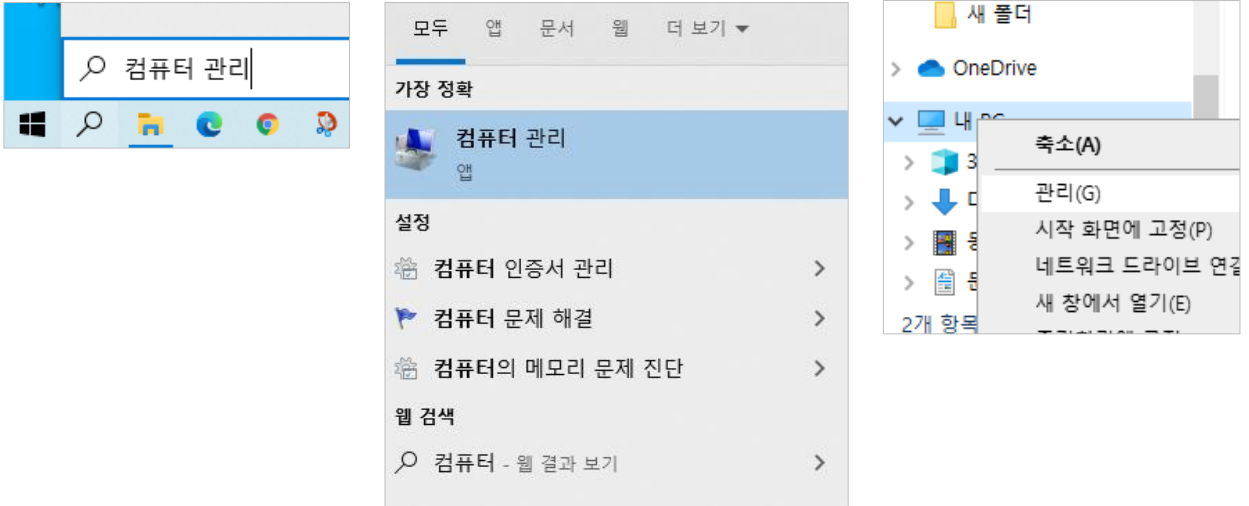 컴퓨터 관리
모두 앱 문서 웹 더 보기
가장 정확
컴퓨터 관리
앱
설정
컴퓨터 인증서 관리
컴퓨터 문제 해결
컴퓨터의 메모리 문제 진단
웹 검색
컴퓨터 - 웹 결과 보기
새 폴더
OneDrive
내 PC
3
축소(A)
관리(G)
시작 화면에 고정(P)
네트워크 드라이브 연결
새 창에서 열기(E)
2개 항목